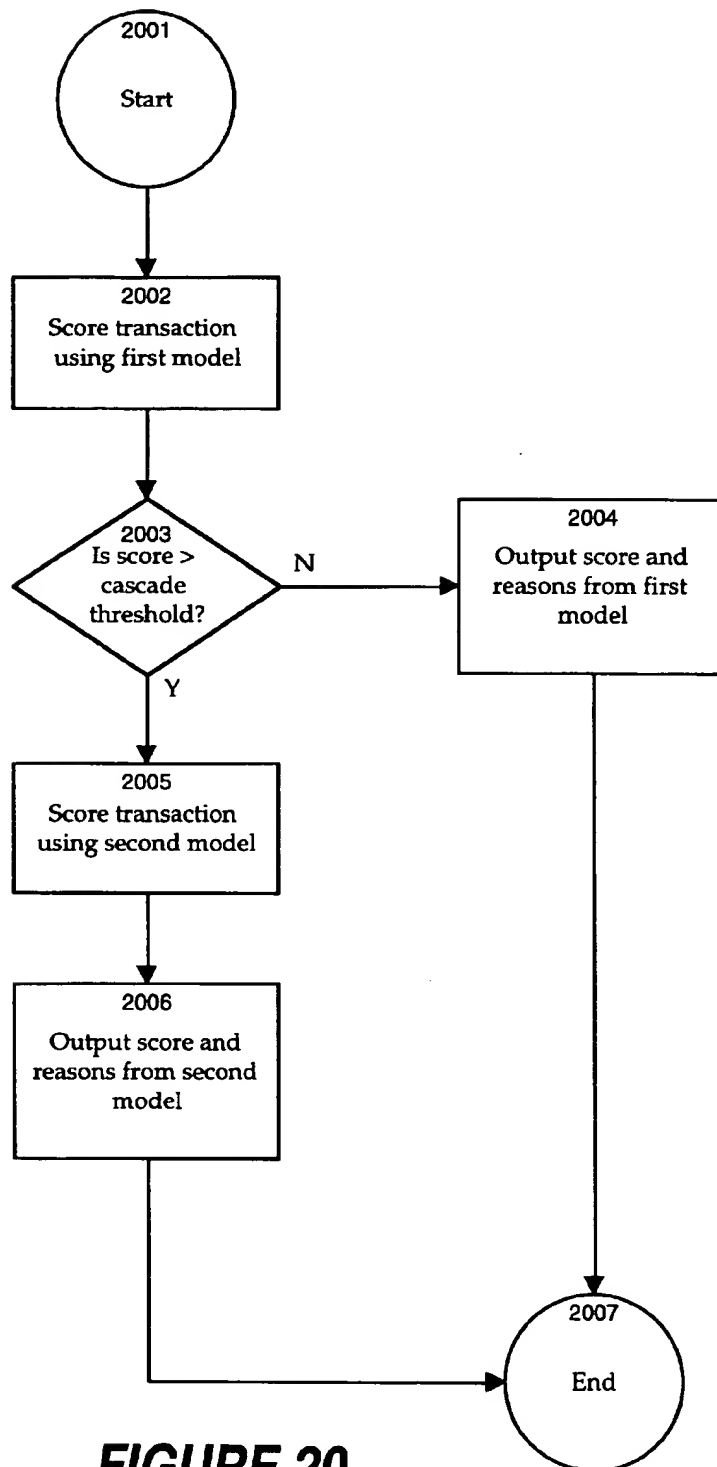 2001
Start
2002
Score transaction
using first model
2003
Is score >
cascade
threshold?
N
2004
Output score and
reasons from first
model
Y
2005
Score transaction
using second model
2006
Output score and
reasons from second
model
2007
End
FIGURE 20